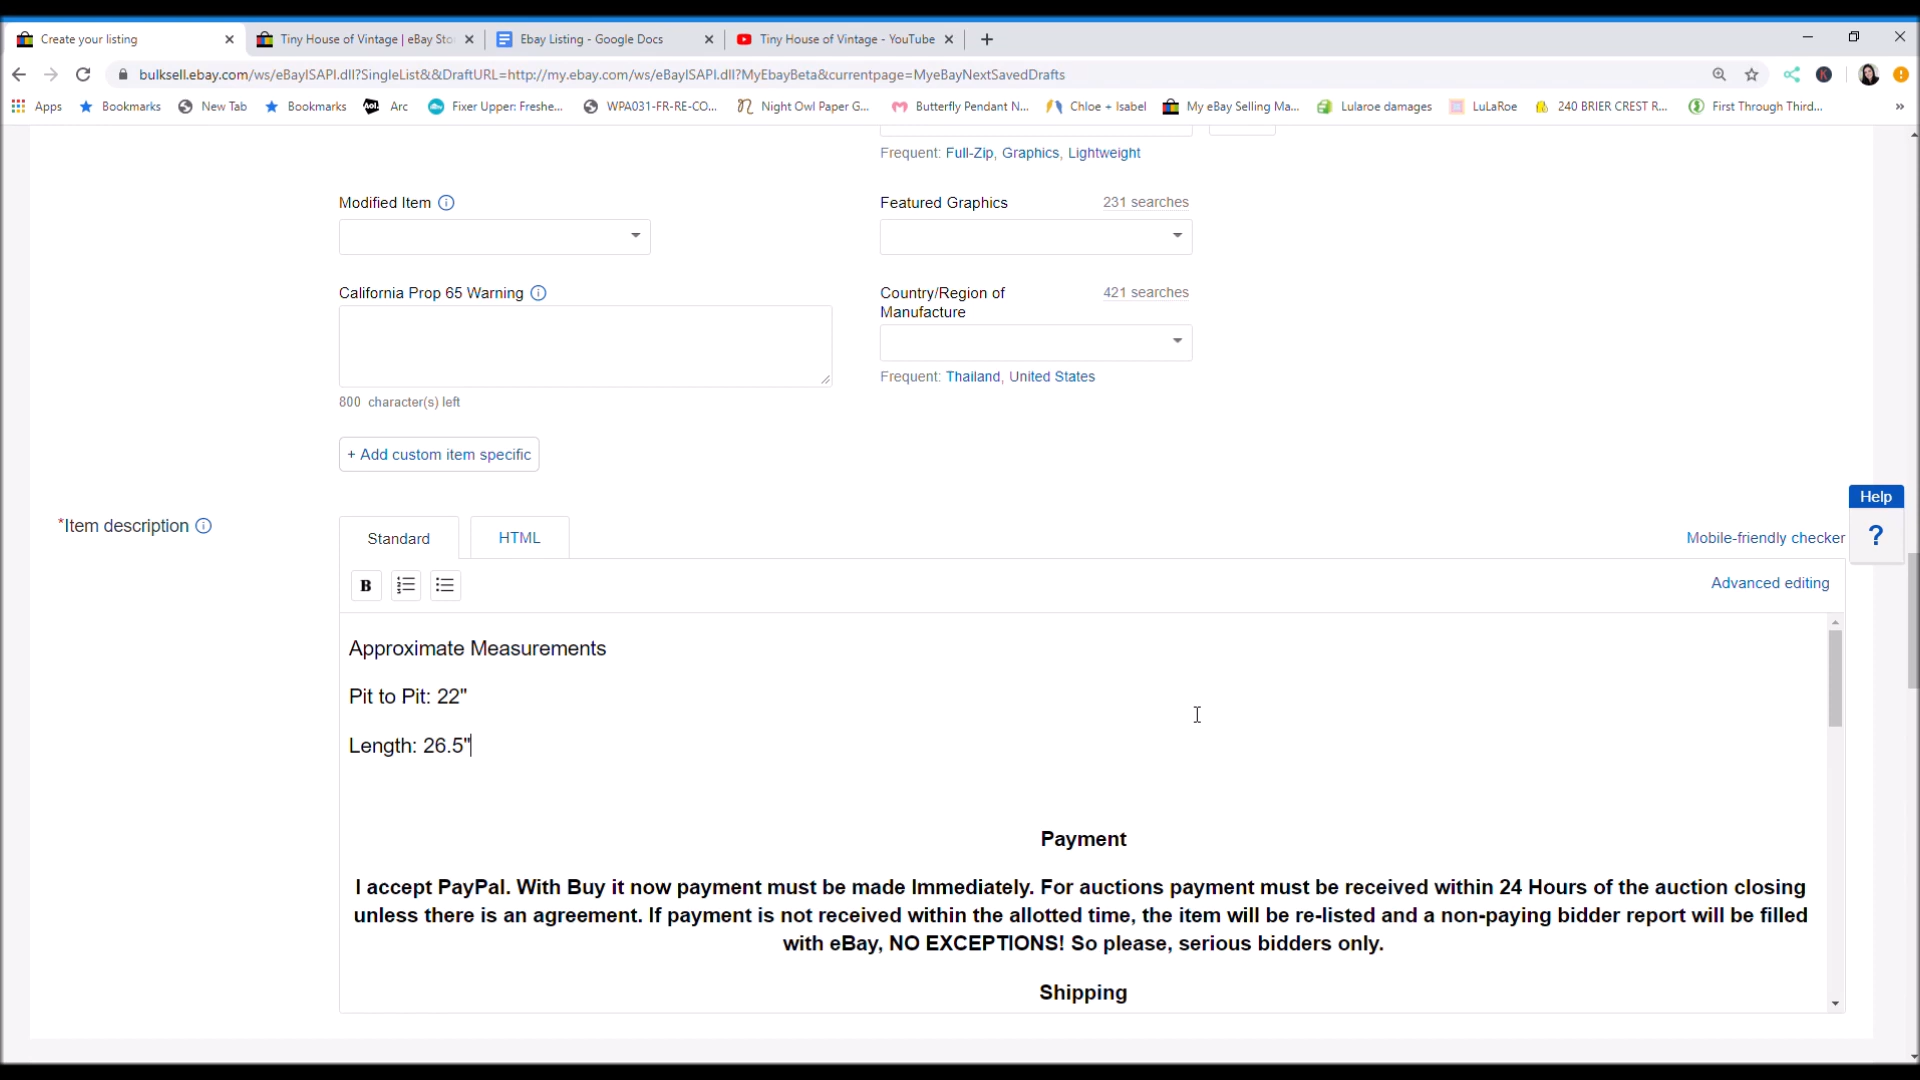 Create your listing
Tiny House of Vintage | eBay Sto
Ebay Listing - Google Docs
Tiny House of Vintage - YouTube
bulksell.ebay.com/ws/eBayISAPI.dll?SingleList&&DraftURL=http://my.ebay.com/ws/eBayISAPI.dll?MyEbayBeta&currentpage=MyeBayNextSavedDrafts
K
Apps
Bookmarks
New Tab
Bookmarks
Aol.
Arc
Fixer Upper: Freshe...
WPA031-FR-RE-CO...
Night Owl Paper G...
Butterfly Pendant N...
Chloe + Isabel
My eBay Selling Ma...
Lularoe damages
LuLaRoe
240 BRIER CREST R...
First Through Third...
»
Frequent: Full-Zip, Graphics, Lightweight
Modified Item
Featured Graphics 231 searches
California Prop 65 Warning
Country/Region of Manufacture 421 searches
Frequent: Thailand, United States
800 character(s) left
+ Add custom item specific
Help
?
*Item description
Standard
HTML
Mobile-friendly checker
B
Advanced editing
Approximate Measurements
Pit to Pit: 22"
Length: 26.5"
Payment
I accept PayPal. With Buy it now payment must be made Immediately. For auctions payment must be received within 24 Hours of the auction closing
unless there is an agreement. If payment is not received within the allotted time, the item will be re-listed and a non-paying bidder report will be filled
with eBay, NO EXCEPTIONS! So please, serious bidders only.
Shipping